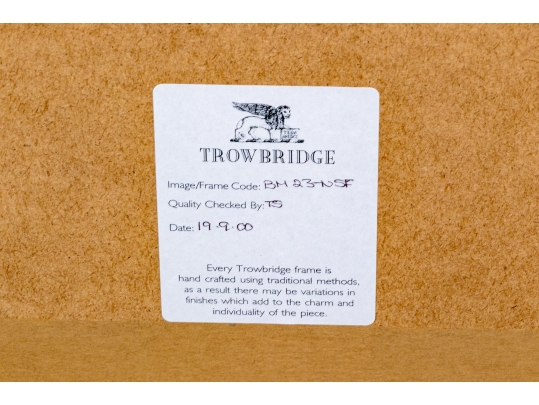 TROWBRIDGE
Image/Frame Code: BM 23-NSF
Quality Checked By: TS
Date: 19.9.00
Every Trowbridge frame is
hand crafted using traditional methods,
as a result there may be variations in
finishes which add to the charm and
individuality of the piece.